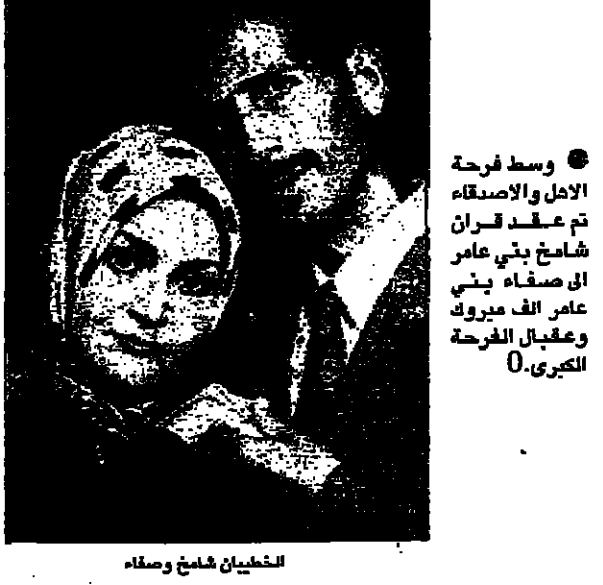 ● وسط فرحة
الاهل والاصدقاء
تم عقد قران
شامخ بني عامر
الى صفاء بني
عامر الف مبروك
وعقبال الفرحة
الكبرى.0
الخطيبان شامخ وصفاء